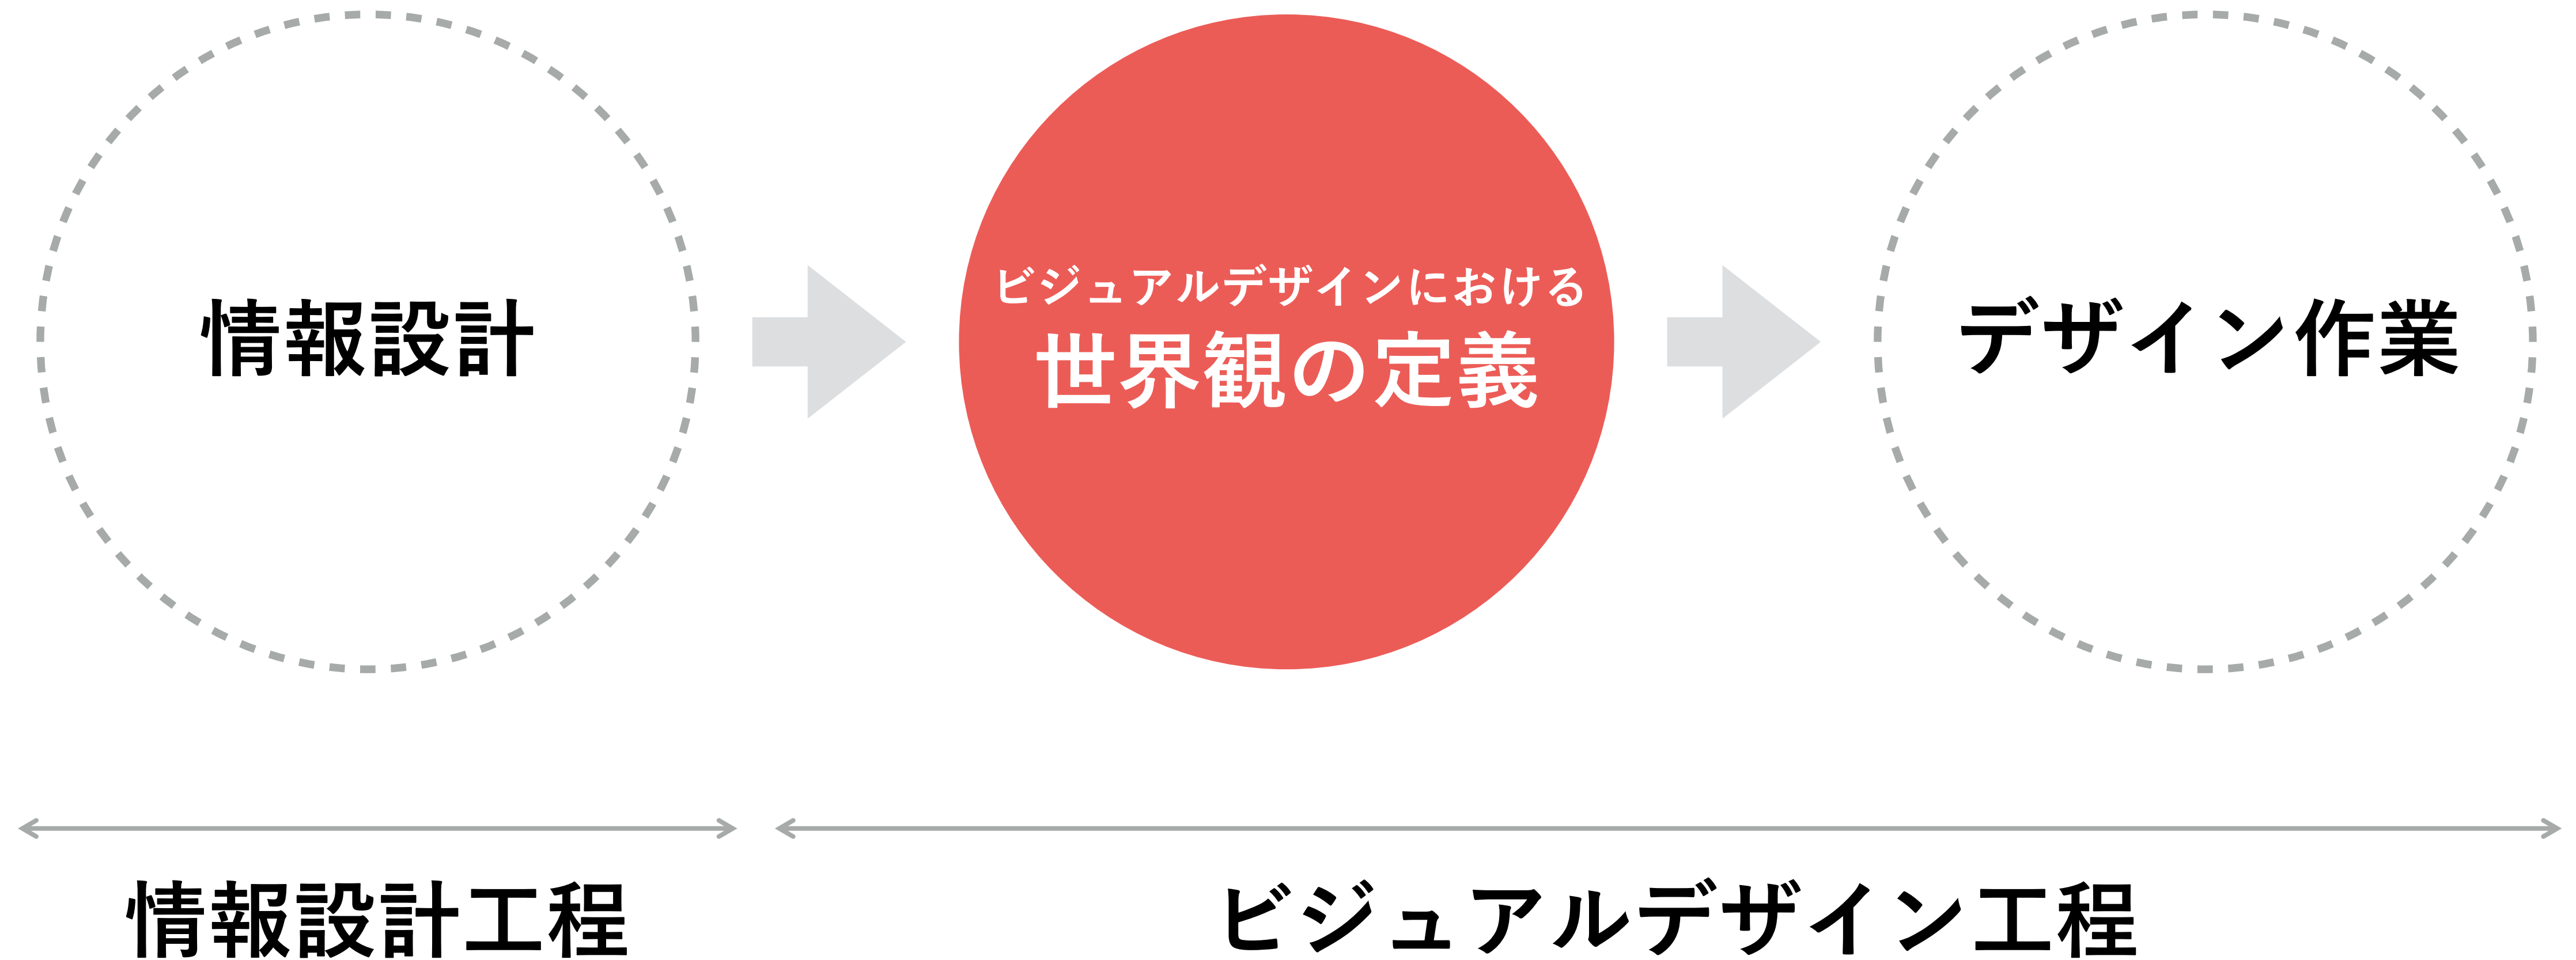 情報設計
ビジュアルデザインにおける
世界観の定義
デザイン作業
情報設計工程
ビジュアルデザイン工程